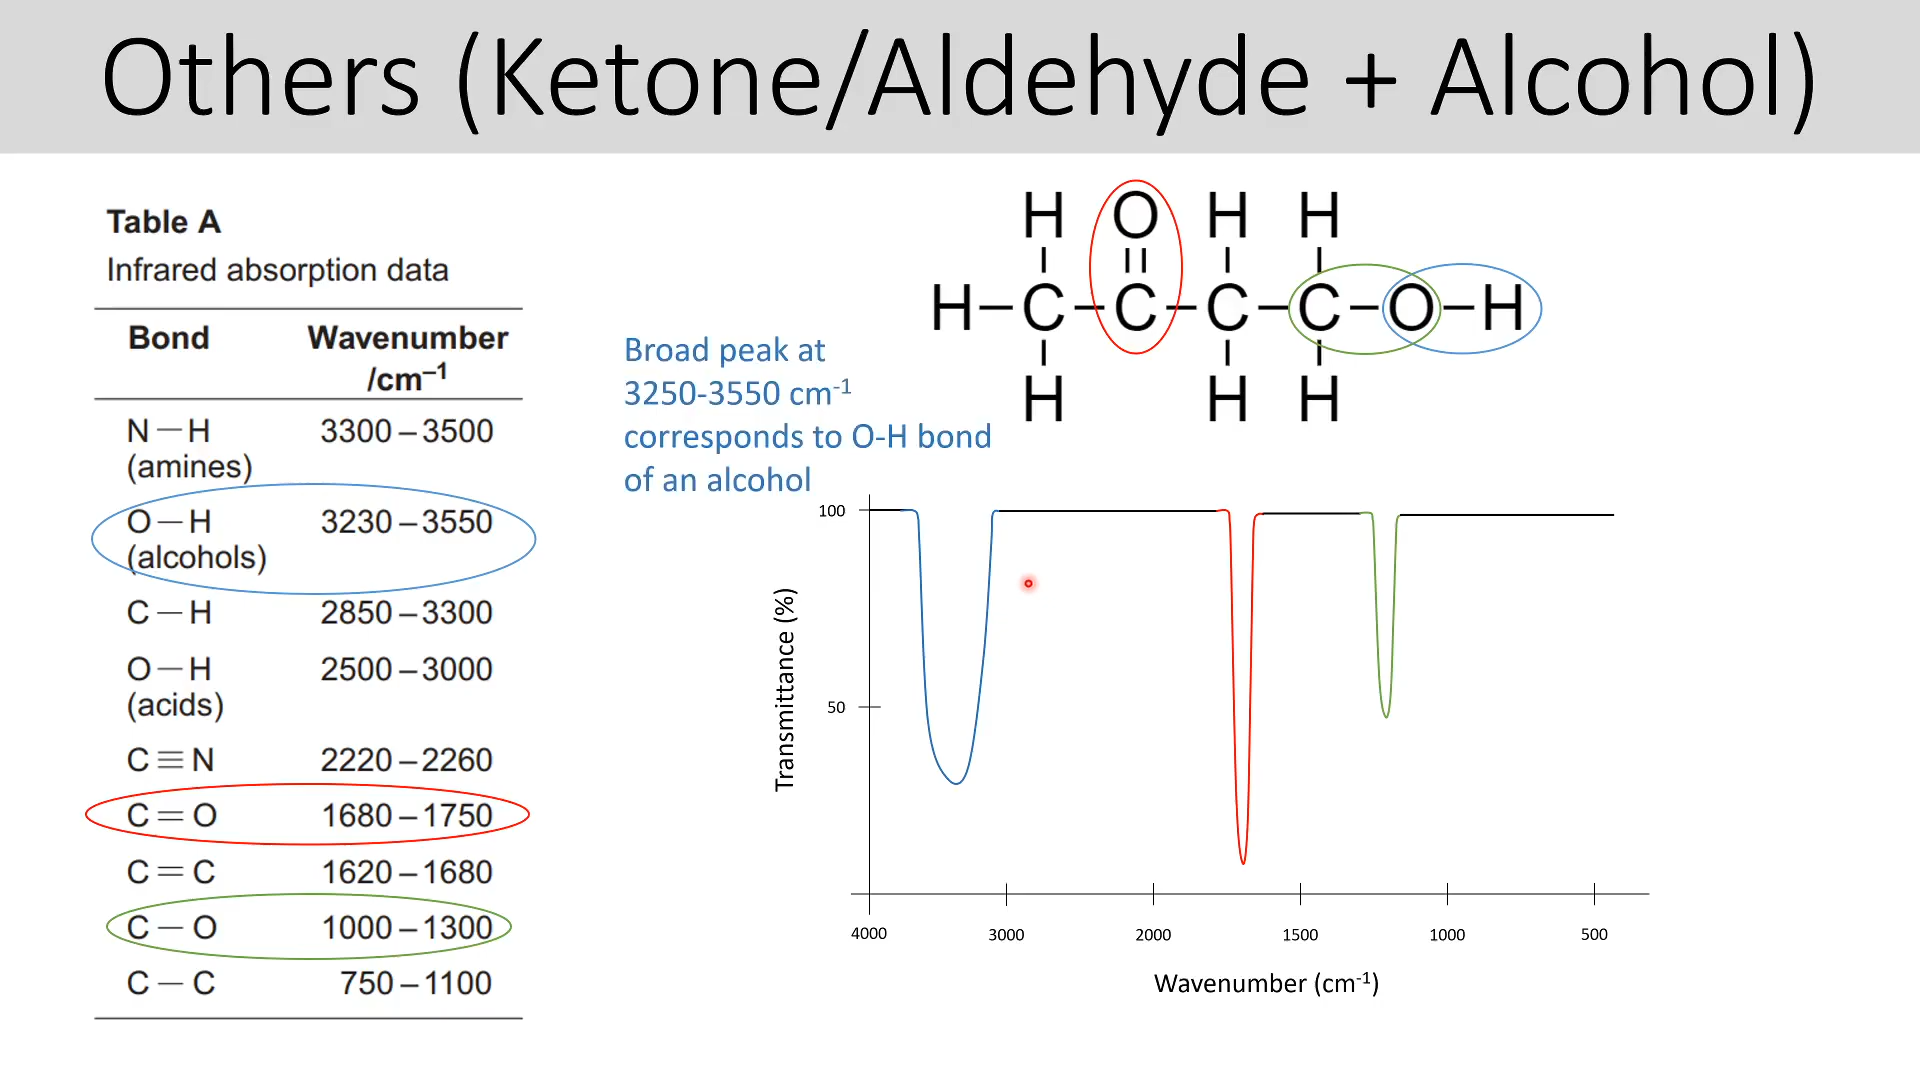 Others (Ketone/Aldehyde + Alcohol)
Table A
Infrared absorption data
Bond Wavenumber
/cm⁻¹
N — H 3300 – 3500
(amines)
O — H 3230 – 3550
(alcohols)
C — H 2850 – 3300
O — H 2500 – 3000
(acids)
C ≡ N 2220 – 2260
C = O 1680 – 1750
C = C 1620 – 1680
C — O 1000 – 1300
C — C 750 – 1100
Broad peak at
3250-3550 cm⁻¹
corresponds to O-H bond
of an alcohol
H O H H
H–C–C–C–C–O–H
H H H
100
50
Transmittance (%)
4000 3000 2000 1500 1000 500
Wavenumber (cm⁻¹)